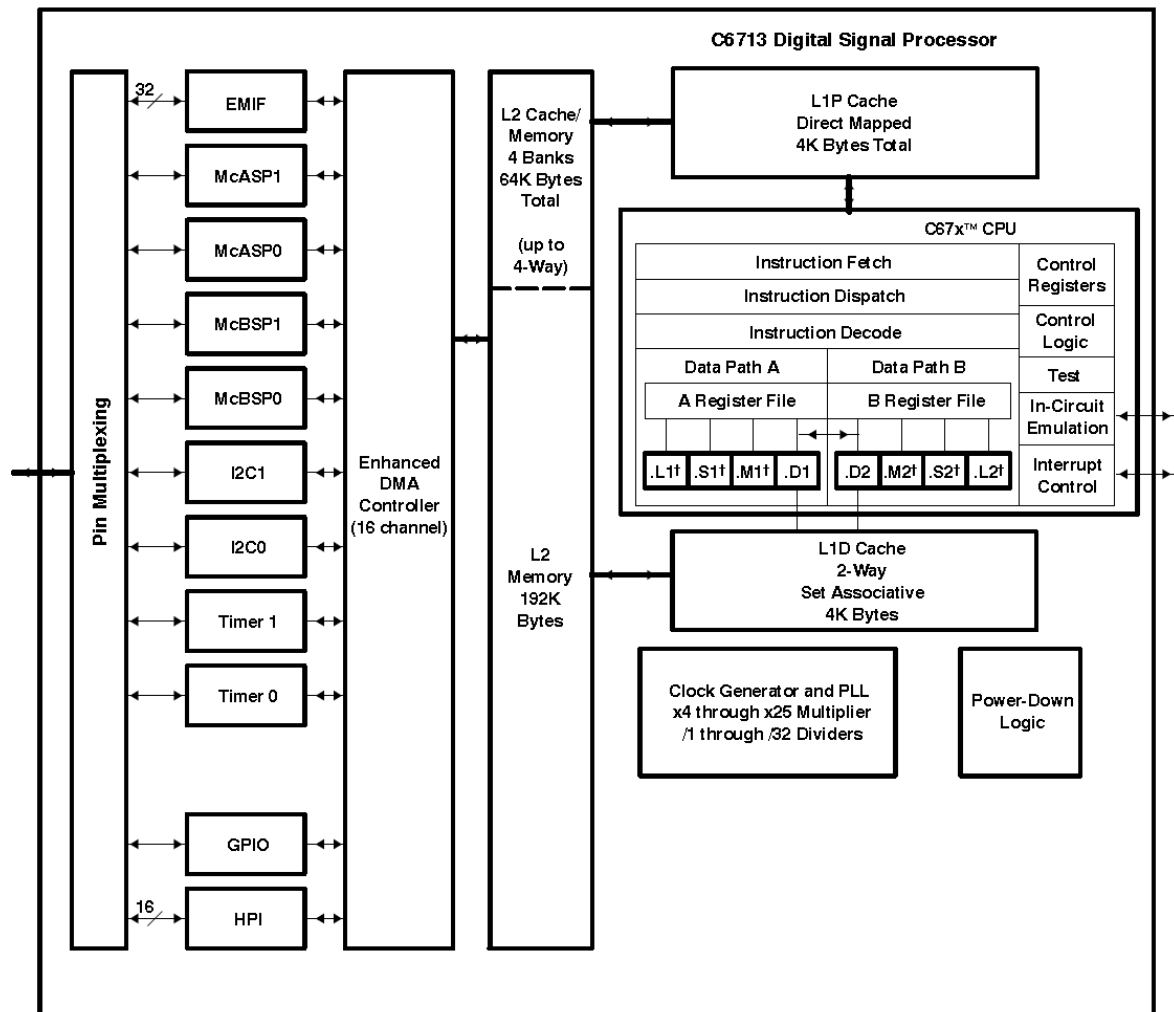 C6713 Digital Signal Processor
Pin Multiplexing
32
EMIF
McASP1
McASP0
McBSP1
McBSP0
I2C1
I2C0
Timer 1
Timer 0
GPIO
16
HPI
Enhanced
DMA
Controller
(16 channel)
L2 Cache/
Memory
4 Banks
64K Bytes
Total
(up to
4-Way)
L2
Memory
192K
Bytes
L1P Cache
Direct Mapped
4K Bytes Total
C67x™ CPU
Instruction Fetch
Instruction Dispatch
Instruction Decode
Data Path A
A Register File
.L1† .S1† .M1† .D1
Data Path B
B Register File
.D2 .M2† .S2† .L2†
Control
Registers
Control
Logic
Test
In-Circuit
Emulation
Interrupt
Control
L1D Cache
2-Way
Set Associative
4K Bytes
Clock Generator and PLL
x4 through x25 Multiplier
/1 through /32 Dividers
Power-Down
Logic